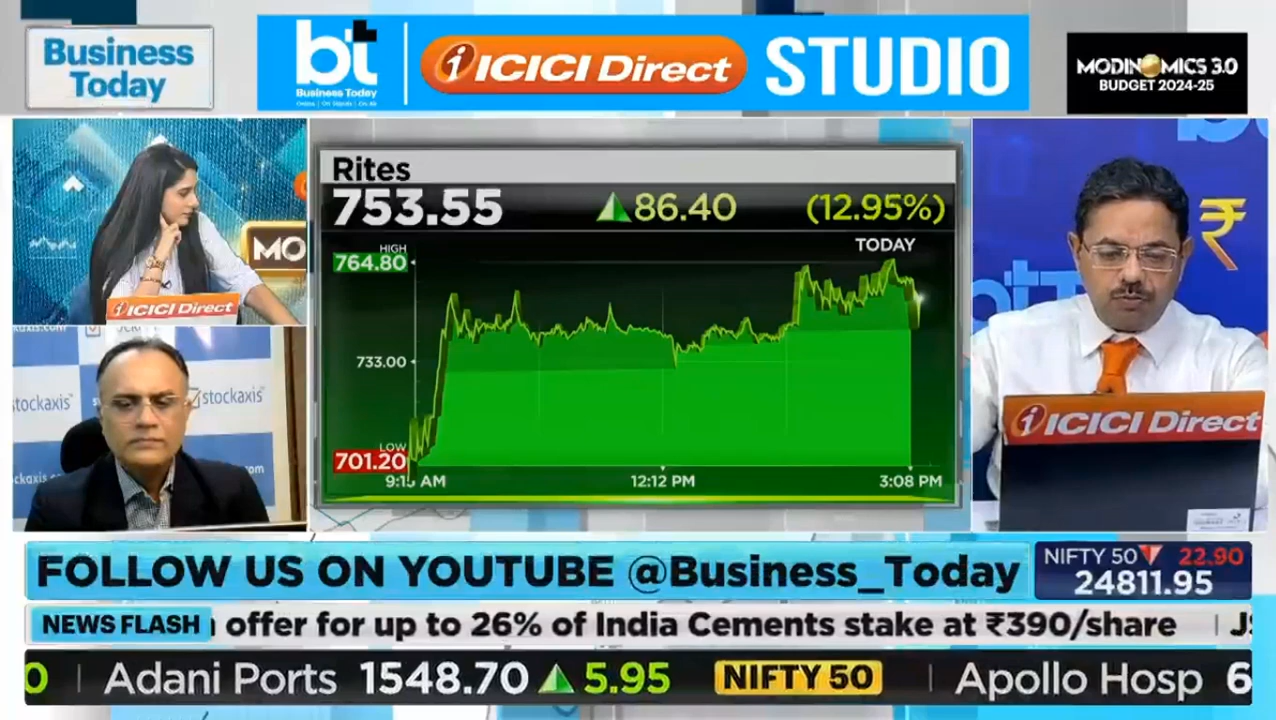 Business
Today
bt
Business Today
ICICI Direct
STUDIO
MODINOMICS 3.0
BUDGET 2024-25
MO
ICICI Direct
stockaxis
stockaxis
Rites
753.55 ▲86.40 (12.95%)
TODAY
HIGH
764.80
733.00
LOW
701.20
9:15 AM 12:12 PM 3:08 PM
₹
ICICI Direct
FOLLOW US ON YOUTUBE @Business_Today
NIFTY 50 ▼ 22.90
24811.95
NEWS FLASH
offer for up to 26% of India Cements stake at ₹390/share | J
0 | Adani Ports 1548.70 ▲ 5.95 NIFTY 50 | Apollo Hosp 6